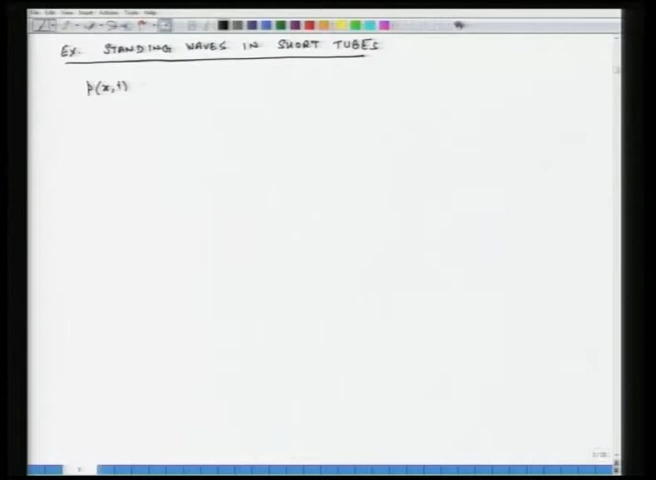 Ex. STANDING WAVES IN SHORT TUBES
p(x,t)